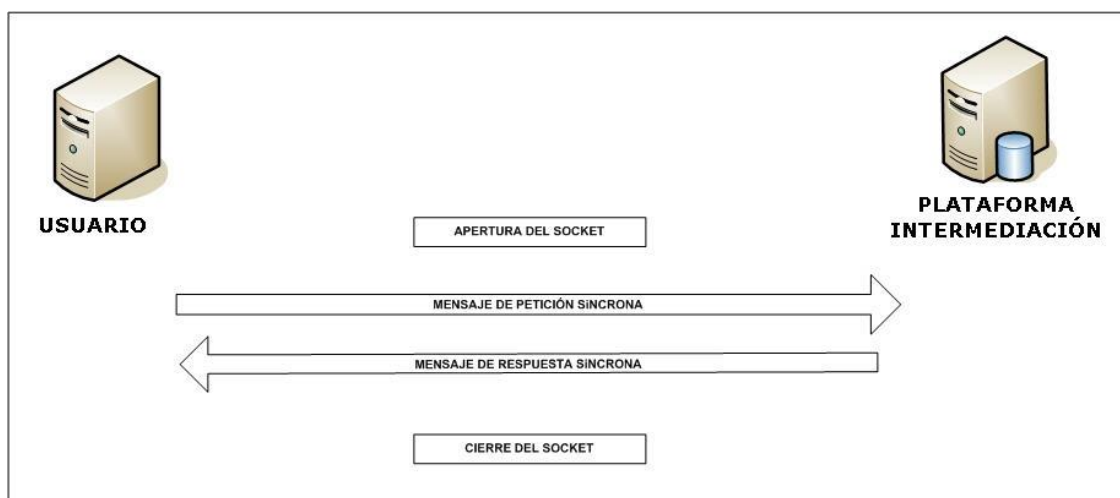 USUARIO
PLATAFORMA
INTERMEDIACIÓN
APERTURA DEL SOCKET
MENSAJE DE PETICIÓN SíNCRONA
MENSAJE DE RESPUESTA SíNCRONA
CIERRE DEL SOCKET